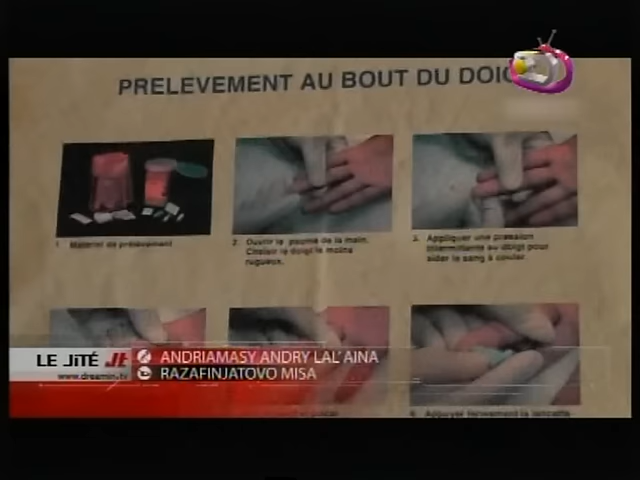 PRELEVEMENT AU BOUT DU DOIG
1 Matériel de prélèvement
2. Ouvrir la paume de la main.
Choisir le doigt le moins
rugueux.
3. Appliquer une pression
intermittente au doigt pour
aider le sang à couler.
6. Appuyer fermement la lancette
LE JiTÉ JT
www.dreamin.tv
ANDRIAMASY ANDRY LAL'AINA
RAZAFINJATOVO MISA